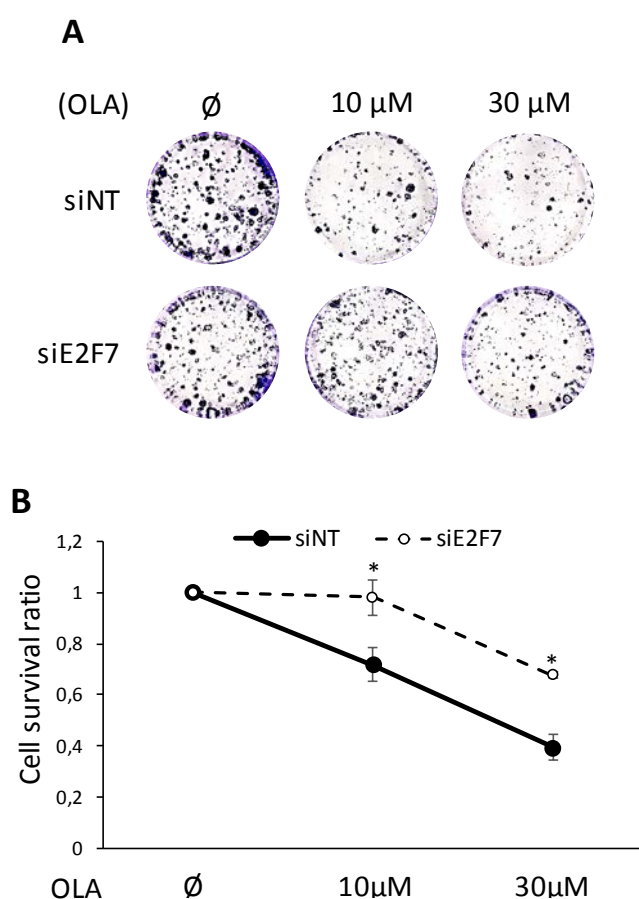 A
(OLA) Ø 10 µM 30 µM
siNT
siE2F7
B
siNT siE2F7
1,2
1
0,8
0,6
0,4
0,2
0
Cell survival ratio
*
*
OLA Ø 10µM 30µM